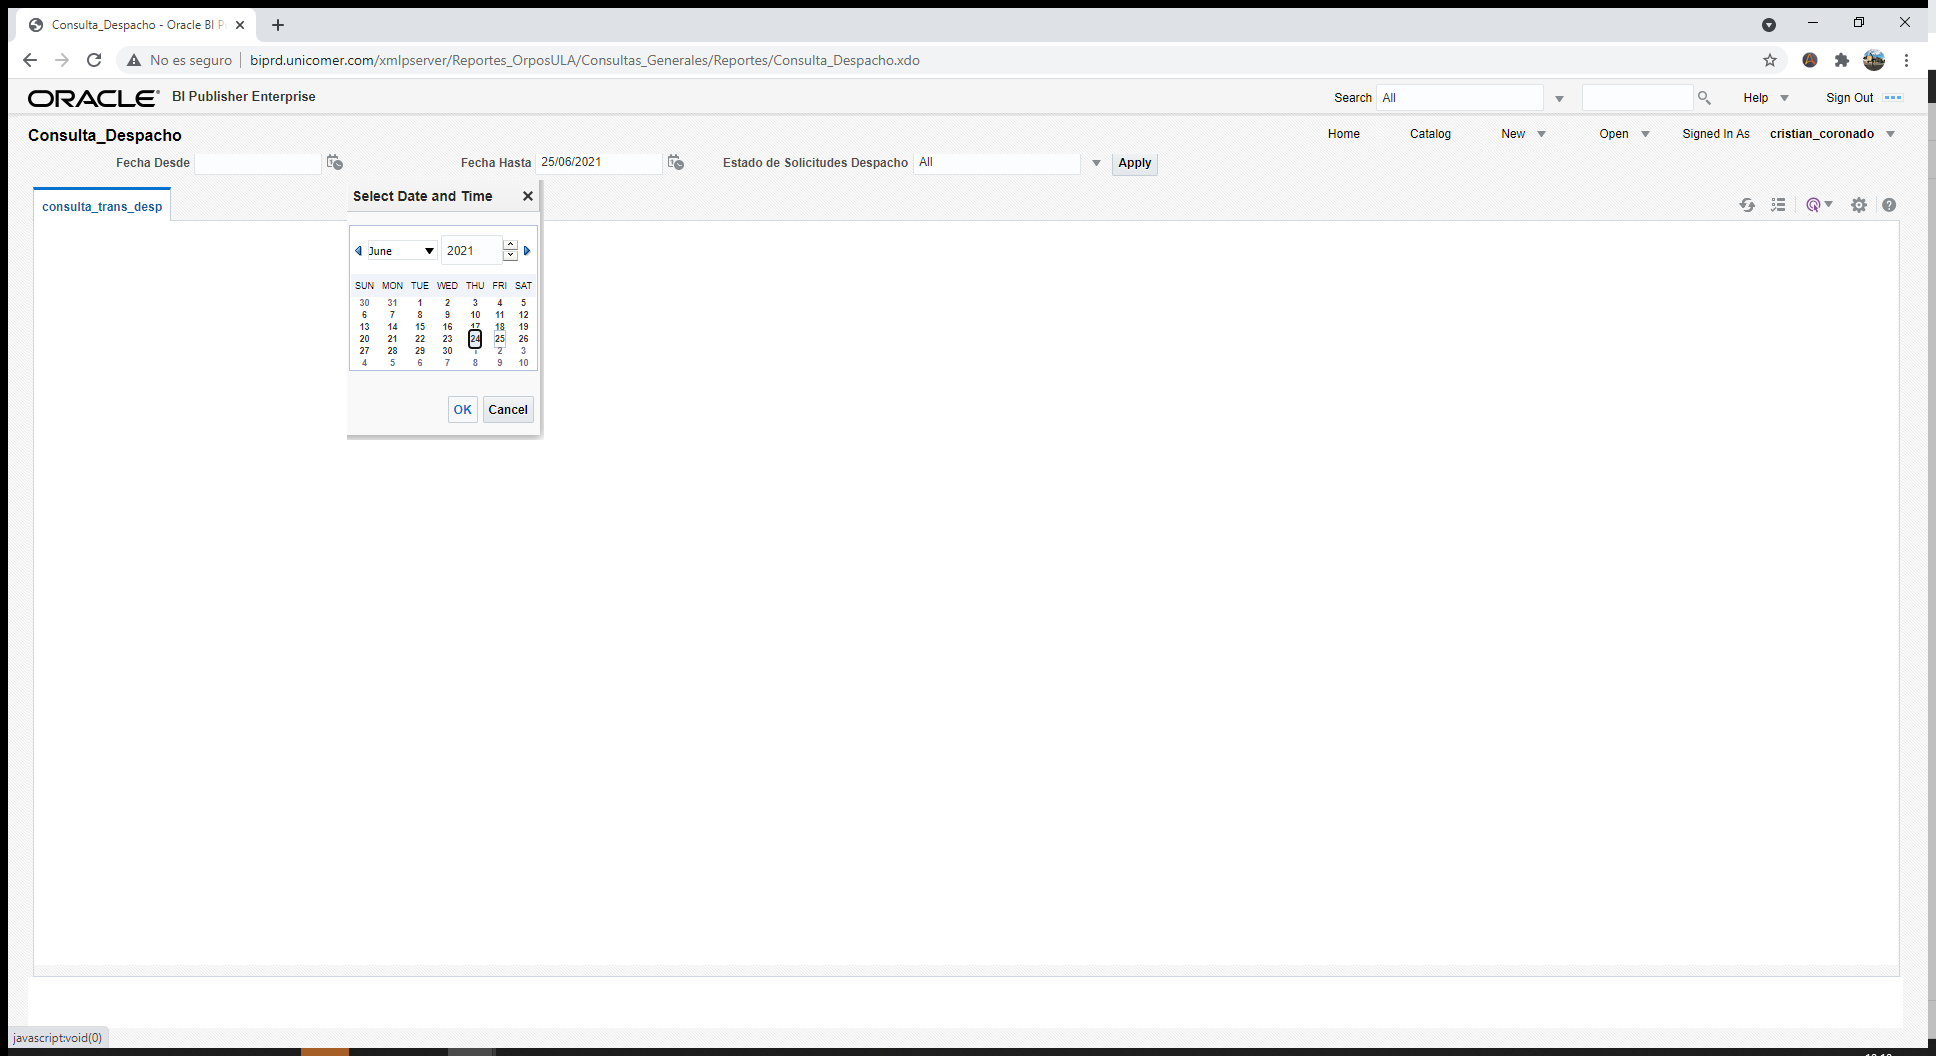 Consulta_Despacho - Oracle BI P
No es seguro biprd.unicomer.com/xmlpserver/Reportes_OrposULA/Consultas_Generales/Reportes/Consulta_Despacho.xdo
ORACLE BI Publisher Enterprise Search All Help Sign Out
Consulta_Despacho Home Catalog New Open Signed In As cristian_coronado
Fecha Desde Fecha Hasta 25/06/2021 Estado de Solicitudes Despacho All Apply
consulta_trans_desp
Select Date and Time
June 2021
SUN MON TUE WED THU FRI SAT
30 31 1 2 3 4 5
6 7 8 9 10 11 12
13 14 15 16 17 18 19
20 21 22 23 24 25 26
27 28 29 30 1 2 3
4 5 6 7 8 9 10
OK Cancel
javascript:void(0)